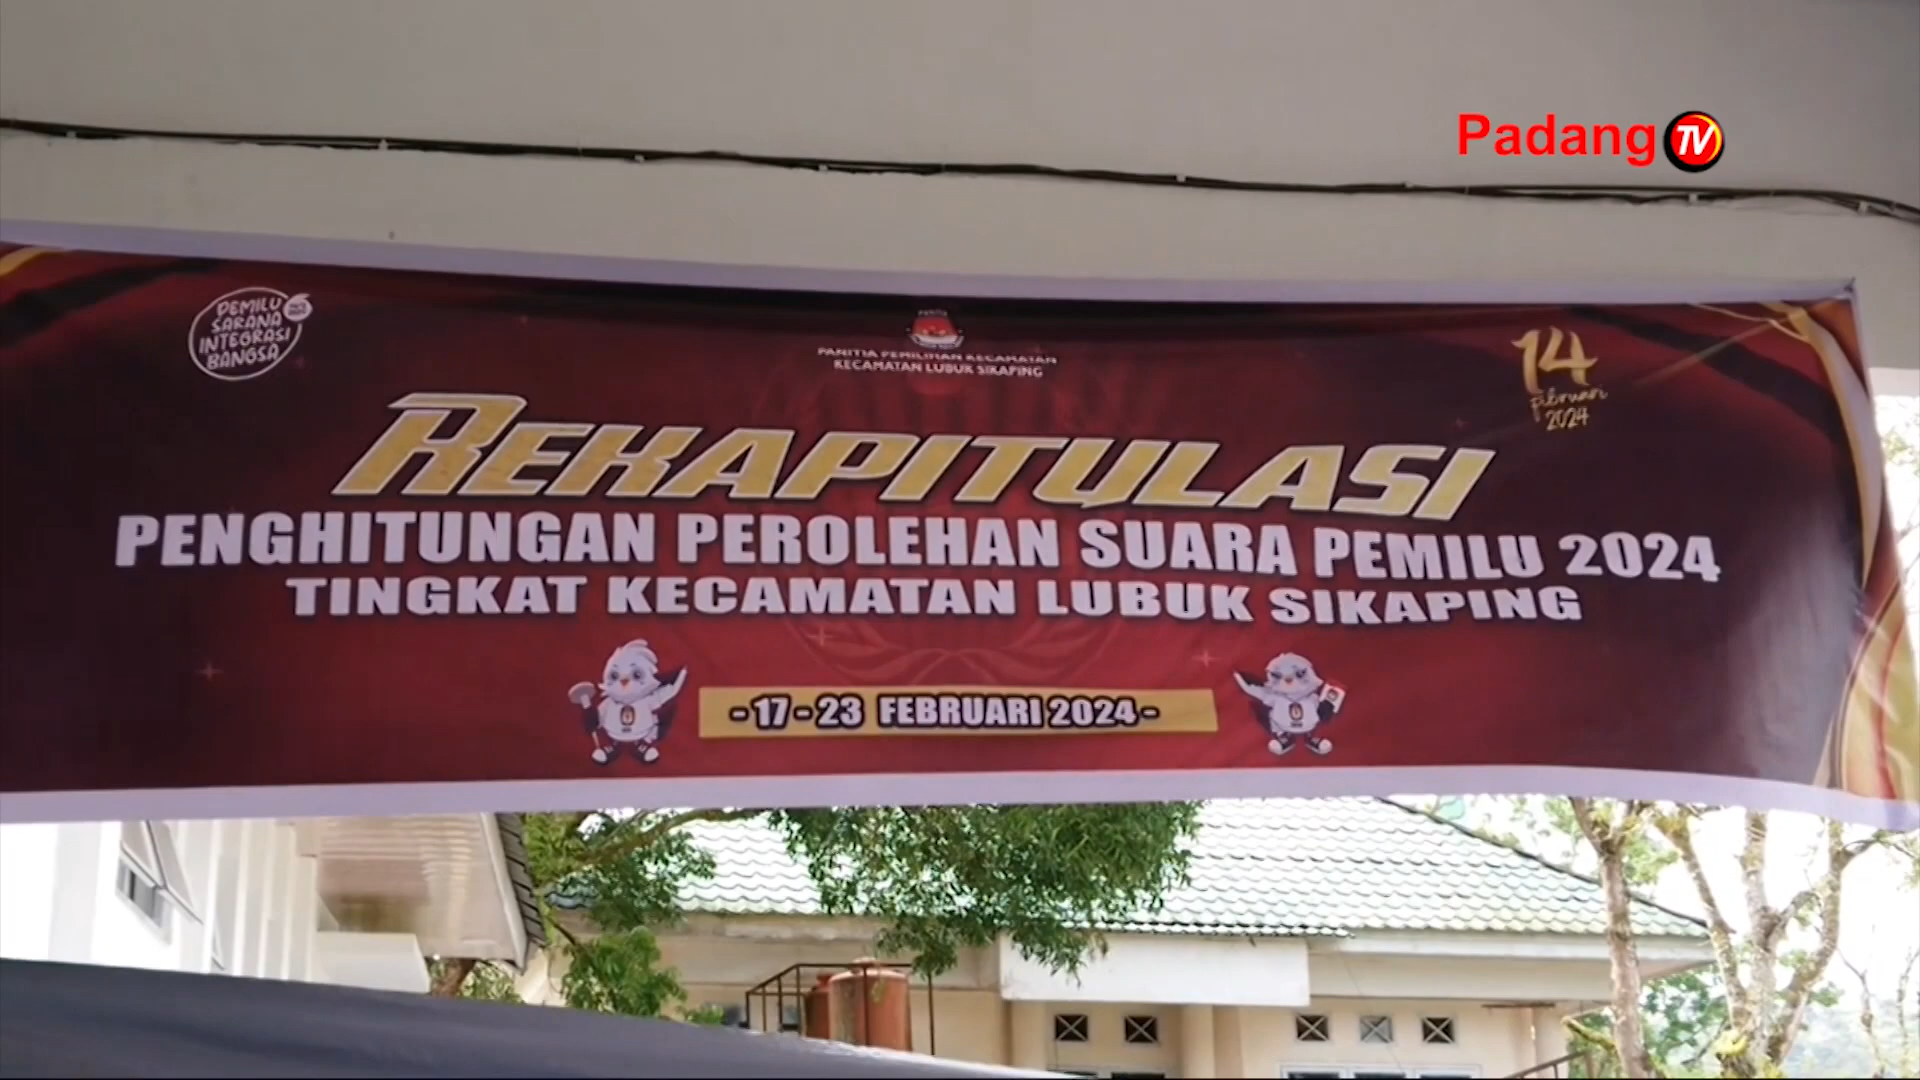 Padang TV
PEMILU
SARANA
INTEGRASI
BANGSA
PANITIA PEMILIHAN KECAMATAN
KECAMATAN LUBUK SIKAPING
14
Februari
2024
REKAPITULASI
PENGHITUNGAN PEROLEHAN SUARA PEMILU 2024
TINGKAT KECAMATAN LUBUK SIKAPING
- 17 - 23 FEBRUARI 2024 -